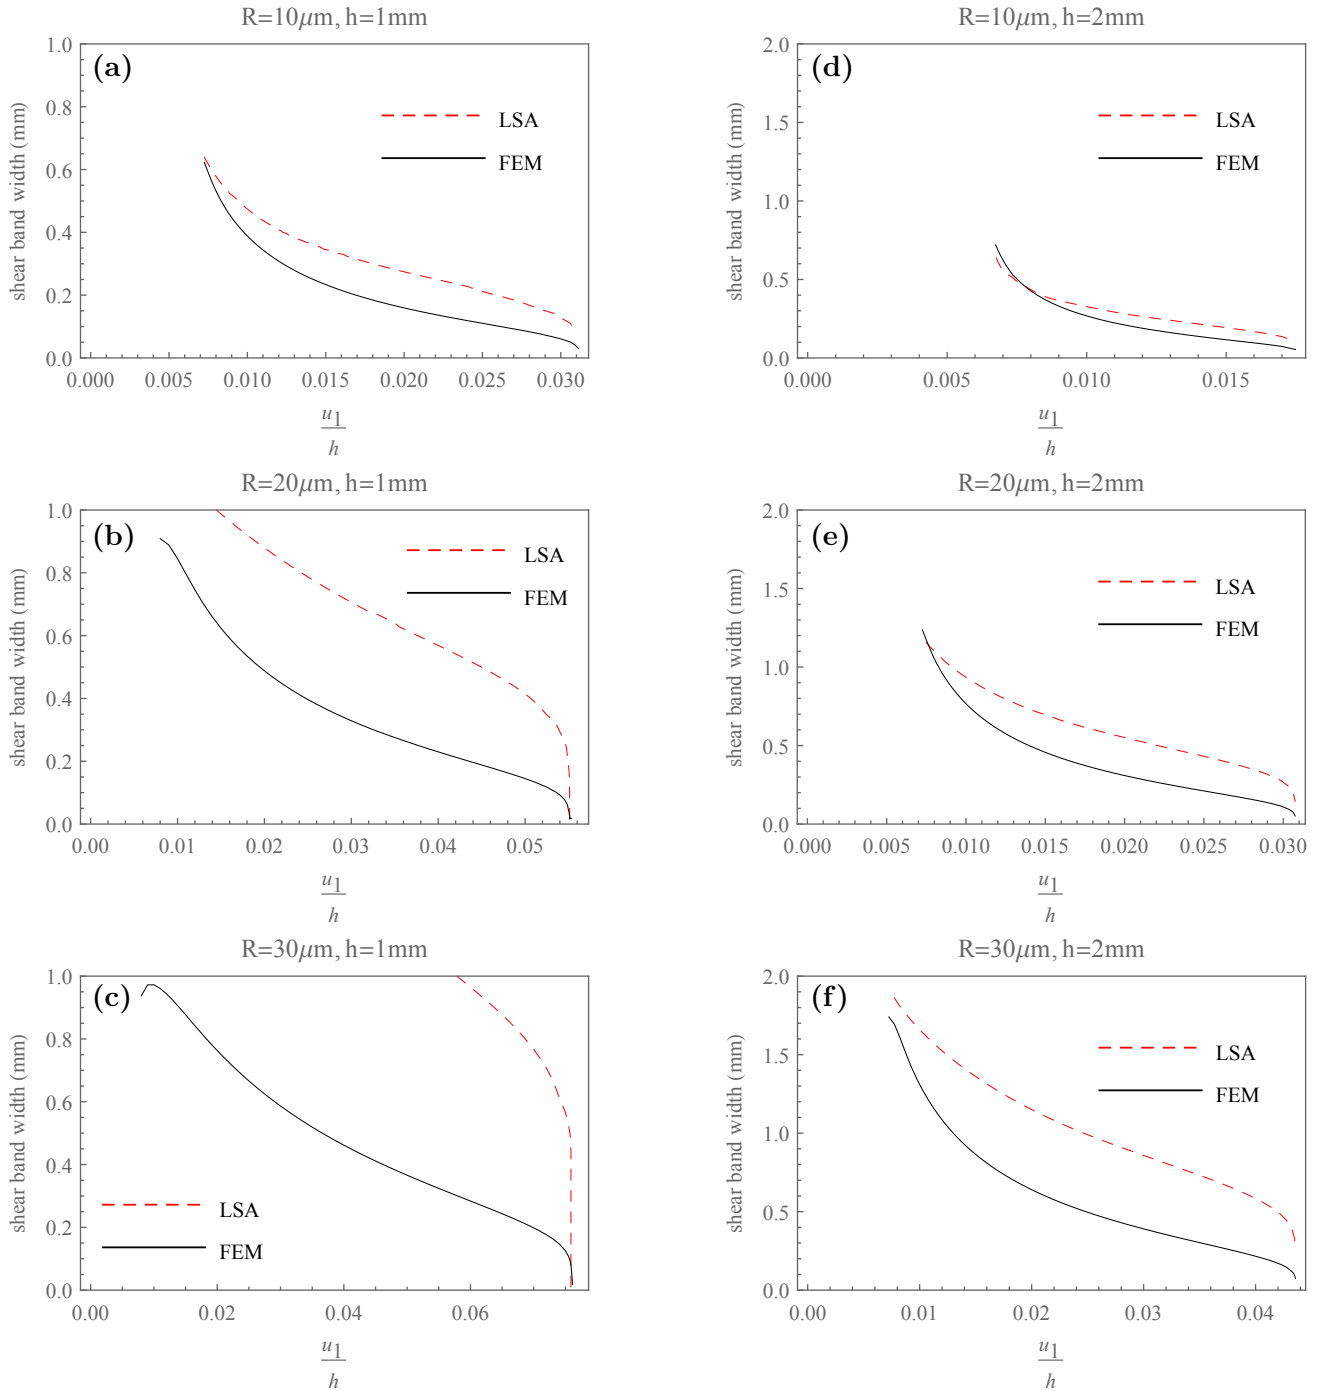 R=10μm, h=1mm
(a)
shear band width (mm)
1.0
0.8
0.6
0.4
0.2
0.0
LSA
FEM
0.000 0.005 0.010 0.015 0.020 0.025 0.030
u1
h
R=10μm, h=2mm
(d)
shear band width (mm)
2.0
1.5
1.0
0.5
0.0
LSA
FEM
0.000 0.005 0.010 0.015
u1
h
R=20μm, h=1mm
(b)
shear band width (mm)
1.0
0.8
0.6
0.4
0.2
0.0
LSA
FEM
0.00 0.01 0.02 0.03 0.04 0.05
u1
h
R=20μm, h=2mm
(e)
shear band width (mm)
2.0
1.5
1.0
0.5
0.0
LSA
FEM
0.000 0.005 0.010 0.015 0.020 0.025 0.030
u1
h
R=30μm, h=1mm
(c)
shear band width (mm)
1.0
0.8
0.6
0.4
0.2
0.0
LSA
FEM
0.00 0.02 0.04 0.06
u1
h
R=30μm, h=2mm
(f)
shear band width (mm)
2.0
1.5
1.0
0.5
0.0
LSA
FEM
0.00 0.01 0.02 0.03 0.04
u1
h